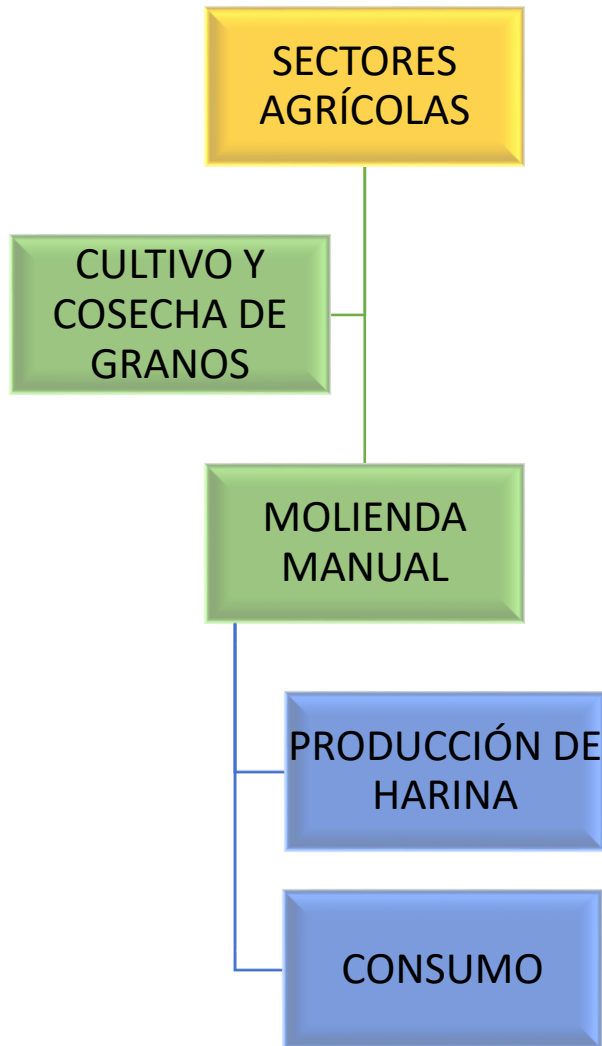 SECTORES
AGRÍCOLAS
CULTIVO Y
COSECHA DE
GRANOS
MOLIENDA
MANUAL
PRODUCCIÓN DE
HARINA
CONSUMO